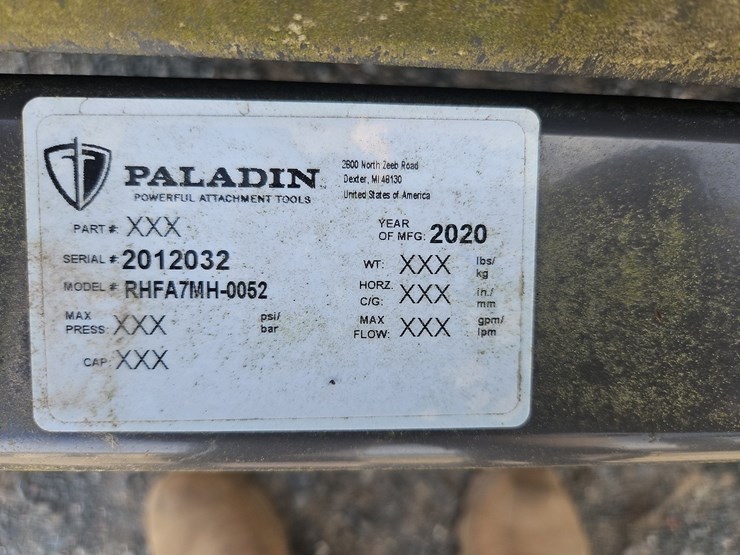 PALADIN
POWERFUL ATTACHMENT TOOLS
2800 North Zeeb Road
Dexter, MI 48130
United States of America
PART # XXX
YEAR OF MFG: 2020
SERIAL # 2012032
WT: XXX lbs/ kg
MODEL # RHFA7MH-0052
HORZ. C/G: XXX in./ mm
MAX PRESS: XXX psi/ bar
MAX FLOW: XXX gpm/ lpm
CAP: XXX